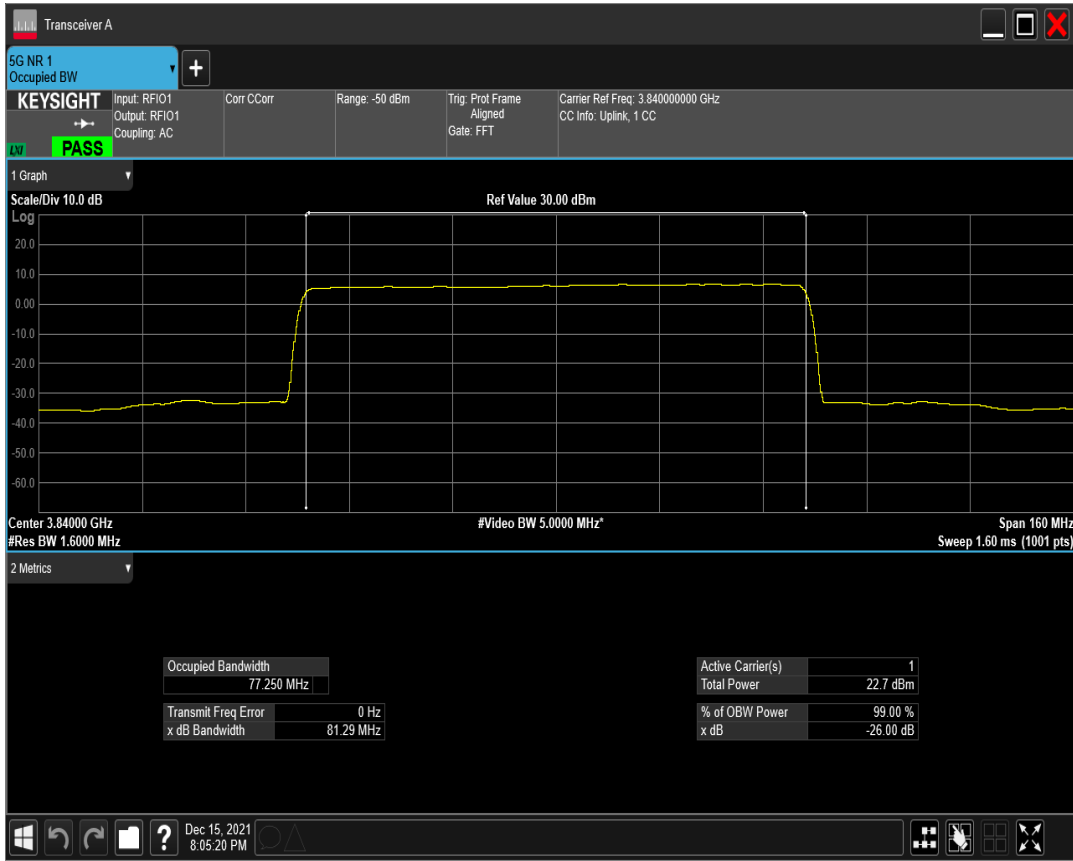 Transceiver A
5G NR 1
Occupied BW
+
KEYSIGHT
LXI
PASS
Input: RFIO1
Output: RFIO1
Coupling: AC
Corr CCorr
Range: -50 dBm
Trig: Prot Frame
Aligned
Gate: FFT
Carrier Ref Freq: 3.840000000 GHz
CC Info: Uplink, 1 CC
1 Graph
Scale/Div 10.0 dB
Ref Value 30.00 dBm
Log
20.0
10.0
0.00
-10.0
-20.0
-30.0
-40.0
-50.0
-60.0
Center 3.84000 GHz
#Video BW 5.0000 MHz*
Span 160 MHz
#Res BW 1.6000 MHz
Sweep 1.60 ms (1001 pts)
2 Metrics
Occupied Bandwidth
77.250 MHz
Transmit Freq Error 0 Hz
x dB Bandwidth 81.29 MHz
Active Carrier(s) 1
Total Power 22.7 dBm
% of OBW Power 99.00 %
x dB -26.00 dB
?
Dec 15, 2021
8:05:20 PM